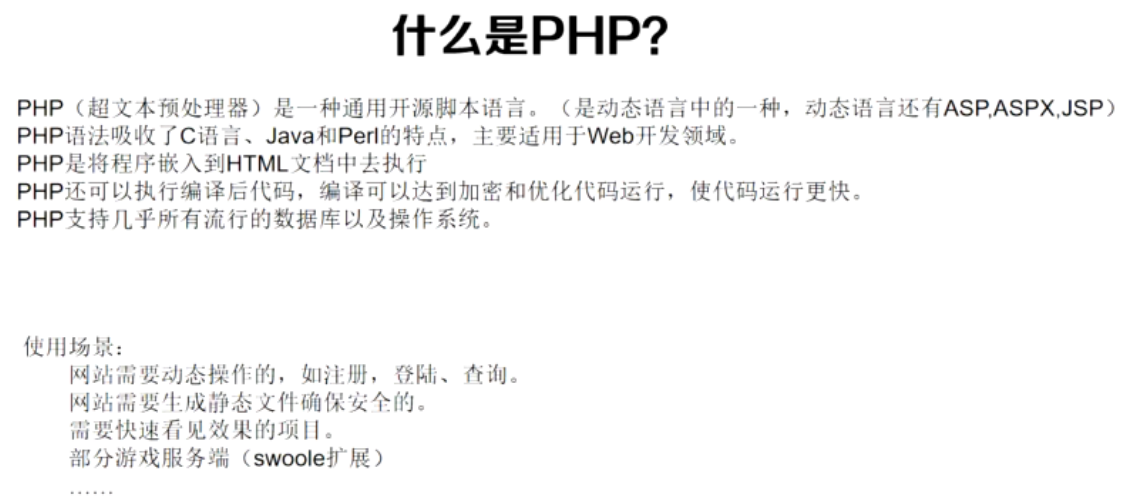 什么是PHP?
PHP（超文本预处理器）是一种通用开源脚本语言。（是动态语言中的一种，动态语言还有ASP,ASPX,JSP）
PHP语法吸收了C语言、Java和Perl的特点，主要适用于Web开发领域。
PHP是将程序嵌入到HTML文档中去执行
PHP还可以执行编译后代码，编译可以达到加密和优化代码运行，使代码运行更快。
PHP支持几乎所有流行的数据库以及操作系统。
使用场景：
网站需要动态操作的，如注册，登陆、查询。
网站需要生成静态文件确保安全的。
需要快速看见效果的项目。
部分游戏服务端（swoole扩展）
……